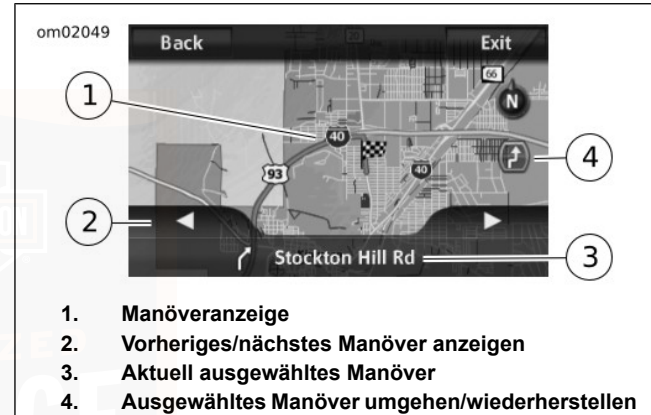 om02049
Back
20
Exit
66
N
1
40
4
93
40
2
Stockton Hill Rd
3
1. Manöveranzeige
2. Vorheriges/nächstes Manöver anzeigen
3. Aktuell ausgewähltes Manöver
4. Ausgewähltes Manöver umgehen/wiederherstellen